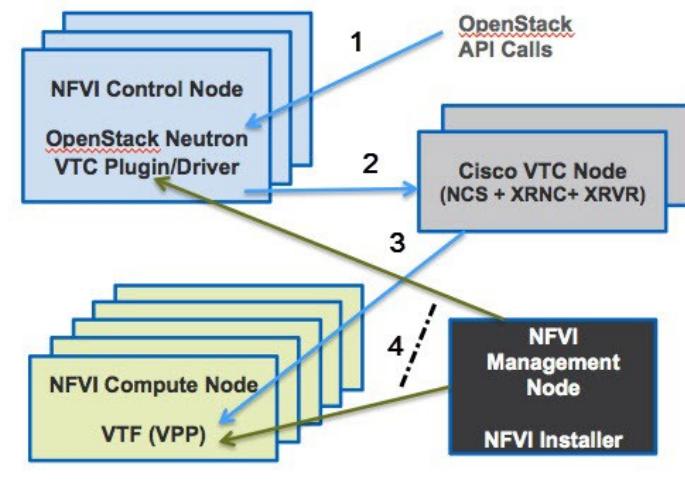 1
OpenStack
API Calls
NFVI Control Node
OpenStack Neutron
VTC Plugin/Driver
2
Cisco VTC Node
(NCS + XRNC+ XRVR)
3
4
NFVI Compute Node
VTF (VPP)
NFVI
Management
Node
NFVI Installer